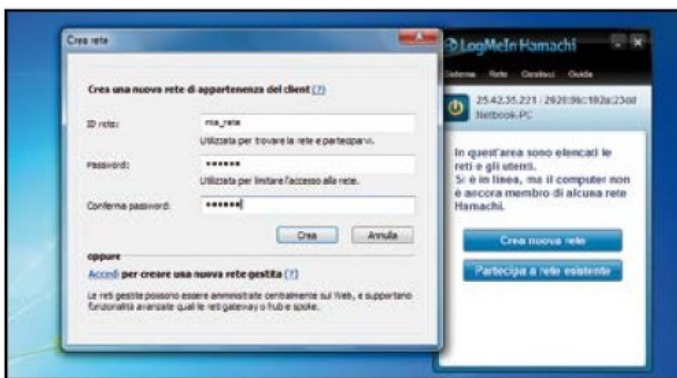 Crea rete
Crea una nuova rete di appartenenza del client (?)
ID rete:
mia_rete
Utilizzata per trovare la rete e parteciparvi.
Password:
••••••
Utilizzata per limitare l'accesso alla rete.
Conferma password:
••••••
Crea
Annulla
oppure
Accedi per creare una nuova rete gestita (?)
Le reti gestite possono essere amministrate centralmente sul Web, e supportano
funzionalità avanzate quali le reti gateway o hub e spoke.
LogMeIn Hamachi
Sistema Rete Guida
25.42.35.221
Netbook-PC
In quest'area sono elencati le
reti e gli utenti.
Si è in linea, ma il computer non
è ancora membro di alcuna rete
Hamachi.
Crea nuova rete
Partecipa a rete esistente